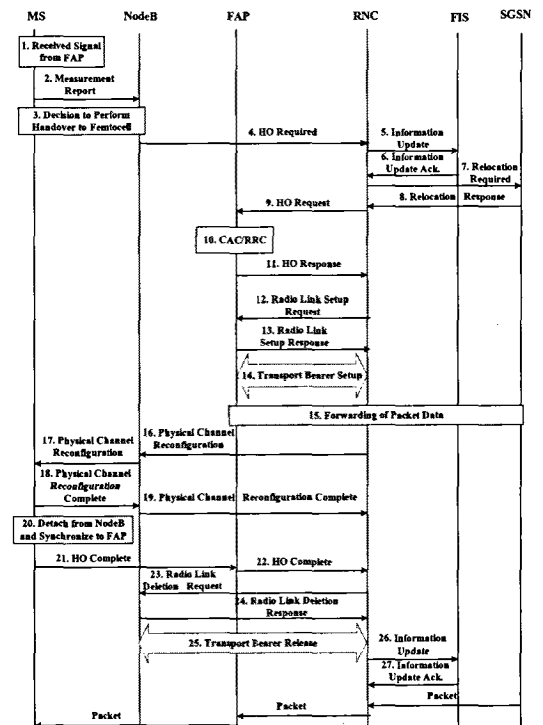 MS NodeB FAP RNC FIS SGSN
1. Received Signal
from FAP
2. Measurement
Report
3. Decision to Perform
Handover to Femtocell
4. HO Required
5. Information
Update
6. Information
Update Ack.
7. Relocation
Required
8. Relocation Response
9. HO Request
10. CAC/RRC
11. HO Response
12. Radio Link Setup
Request
13. Radio Link
Setup Response
14. Transport Bearer Setup
15. Forwarding of Packet Data
16. Physical Channel
Reconfiguration
17. Physical Channel
Reconfiguration
18. Physical Channel
Reconfiguration
Complete
19. Physical Channel Reconfiguration Complete
20. Detach from NodeB
and Synchronize to FAP
21. HO Complete
22. HO Complete
23. Radio Link
Deletion Request
24. Radio Link Deletion
Response
25. Transport Bearer Release
26. Information
Update
27. Information
Update Ack.
Packet
Packet
Packet